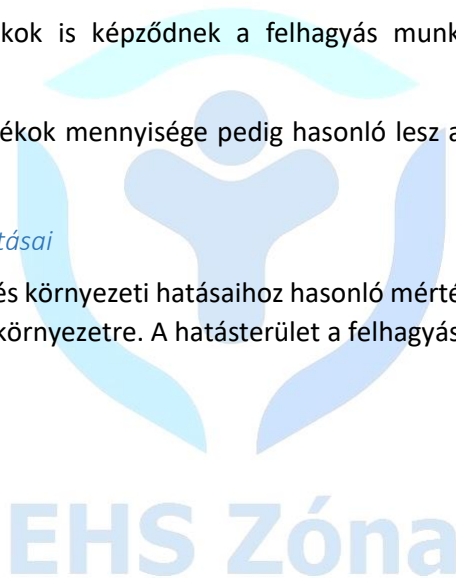 kok is képződnek a felhagyás munk
ékok mennyisége pedig hasonló lesz a
tásai
és környezeti hatásaihoz hasonló mérté
környezetre. A hatásterület a felhagyás
EHS Zóna